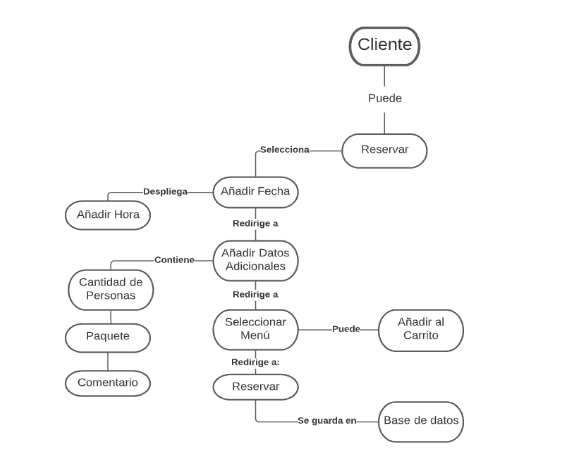 Cliente
Puede
Reservar
Selecciona
Añadir Fecha
Despliega
Añadir Hora
Redirige a
Añadir Datos
Adicionales
Contiene
Cantidad de
Personas
Paquete
Comentario
Redirige a
Seleccionar
Menú
Puede
Añadir al
Carrito
Redirige a:
Reservar
Se guarda en
Base de datos